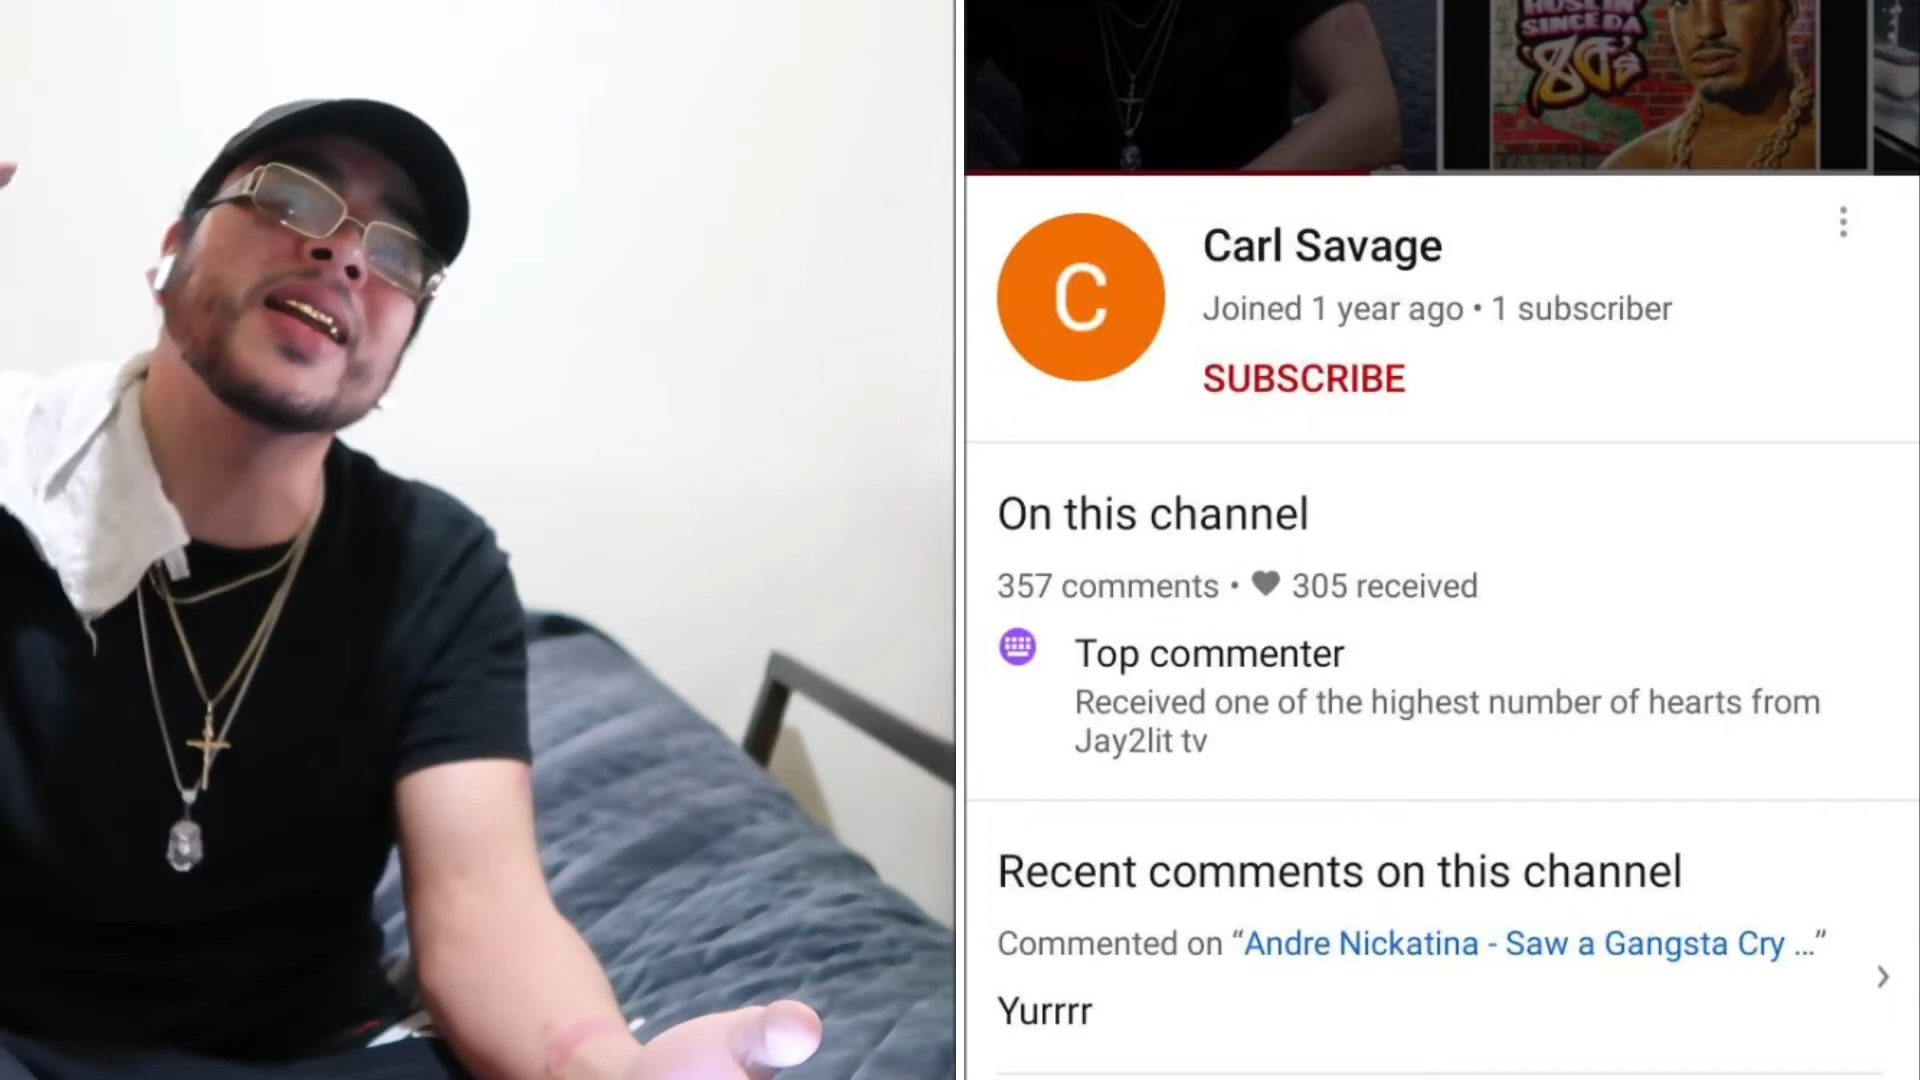 HUSLIN'
SINCE DA
'80's
C
Carl Savage
Joined 1 year ago • 1 subscriber
SUBSCRIBE
On this channel
357 comments • ♥ 305 received
Top commenter
Received one of the highest number of hearts from
Jay2lit tv
Recent comments on this channel
Commented on “Andre Nickatina - Saw a Gangsta Cry ...”
Yurrrr